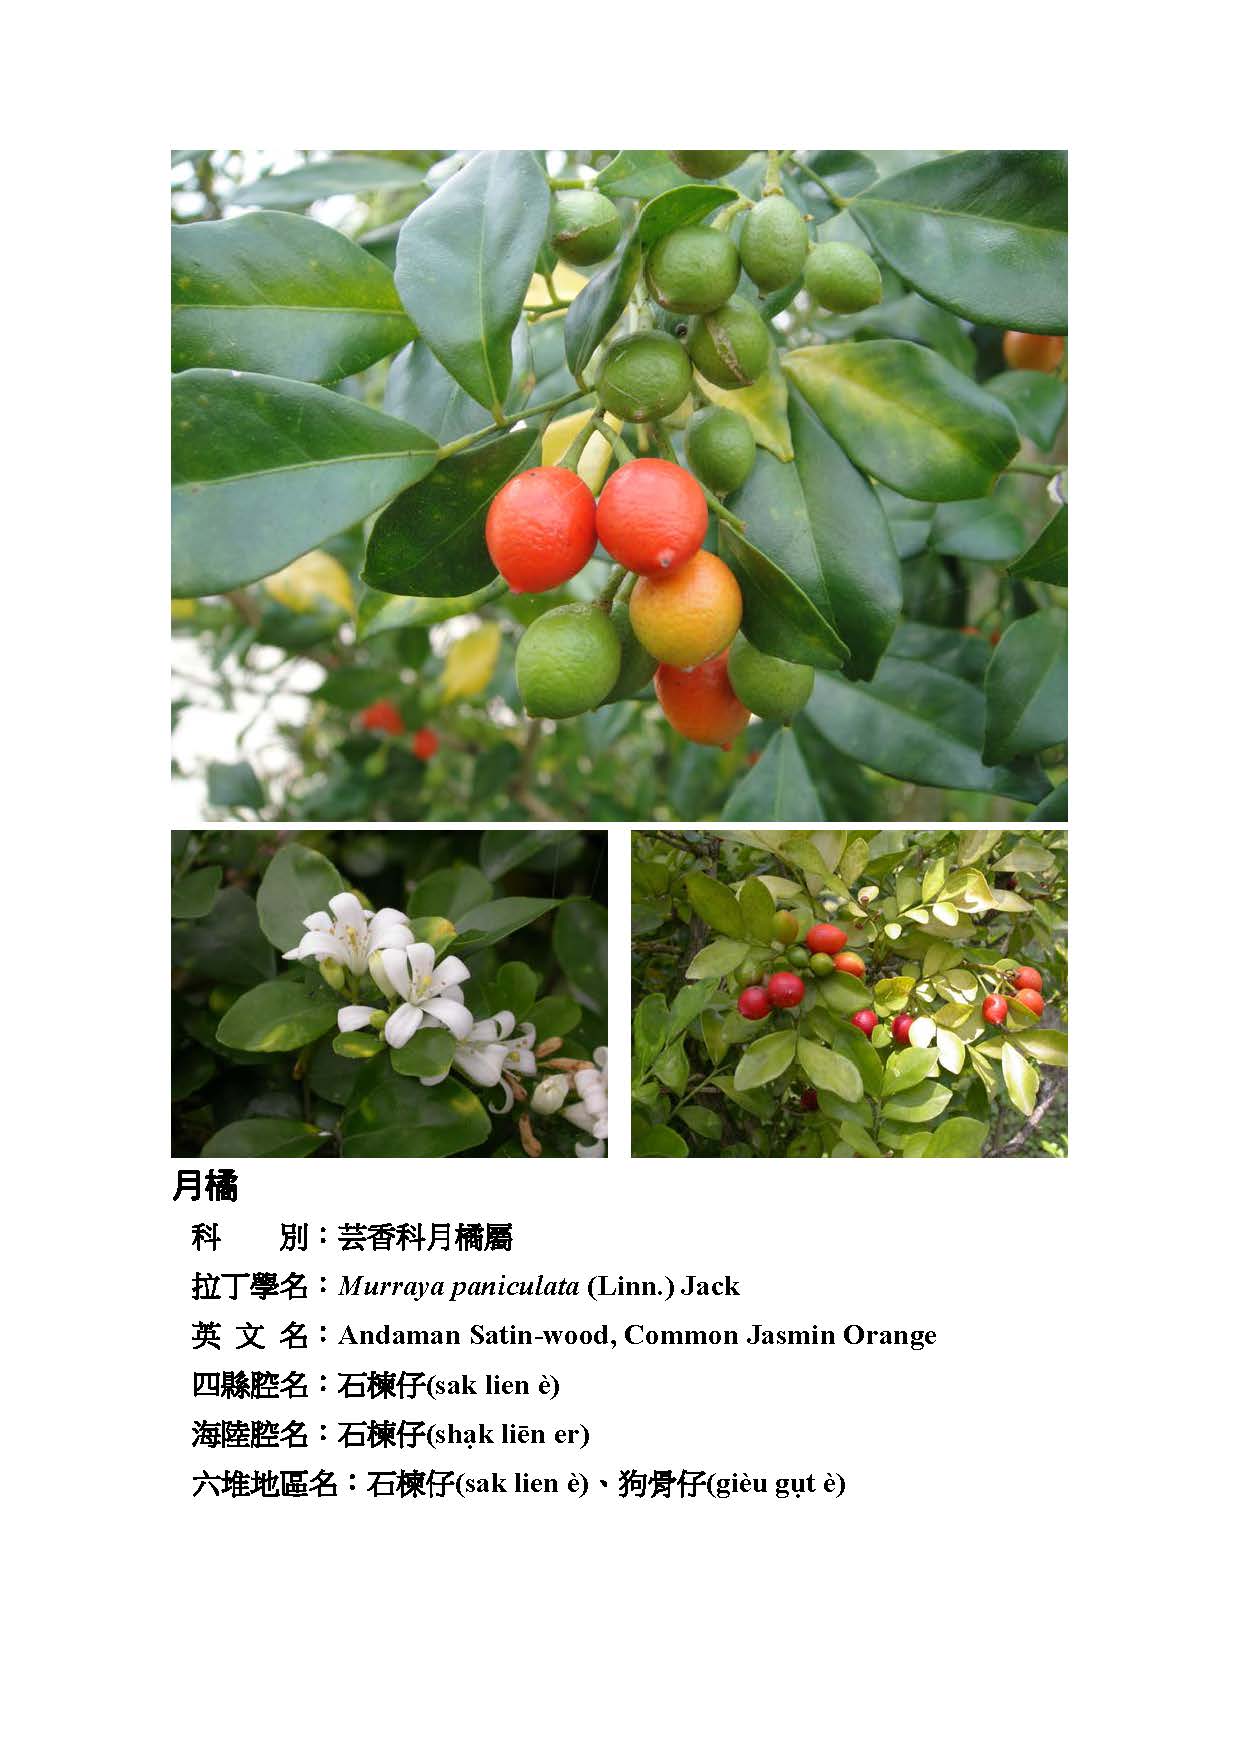 月橘
科　　別：芸香科月橘屬
拉丁學名：Murraya paniculata (Linn.) Jack
英 文 名：Andaman Satin-wood, Common Jasmin Orange
四縣腔名：石楝仔(sak lien è)
海陸腔名：石楝仔(shạk liēn er)
六堆地區名：石楝仔(sak lien è)、狗骨仔(gièu gụt è)